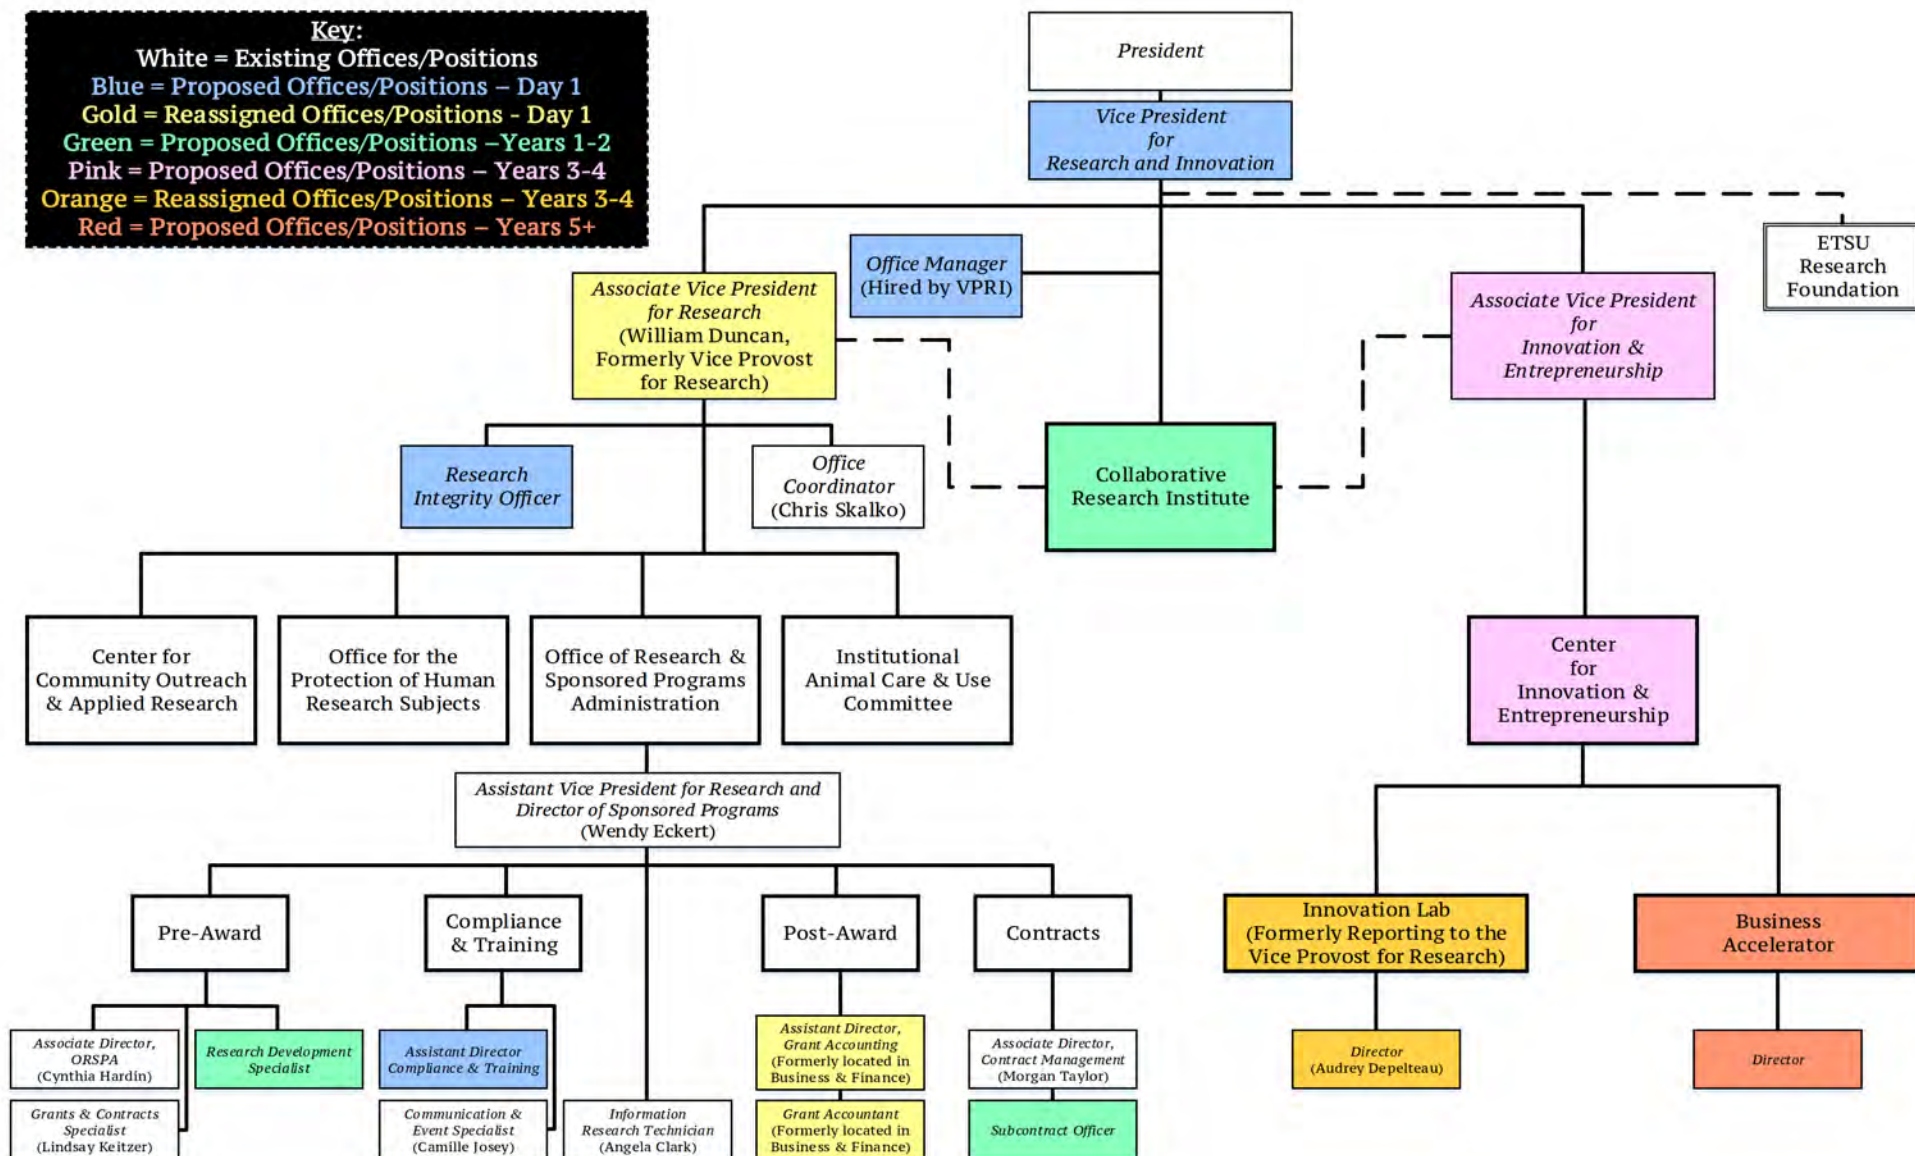 Key:
White = Existing Offices/Positions
Blue = Proposed Offices/Positions – Day 1
Gold = Reassigned Offices/Positions - Day 1
Green = Proposed Offices/Positions –Years 1-2
Pink = Proposed Offices/Positions – Years 3-4
Orange = Reassigned Offices/Positions – Years 3-4
Red = Proposed Offices/Positions – Years 5+
President
Vice President
for
Research and Innovation
ETSU
Research
Foundation
Office Manager
(Hired by VPRI)
Associate Vice President
for Research
(William Duncan,
Formerly Vice Provost
for Research)
Associate Vice President
for
Innovation &
Entrepreneurship
Research
Integrity Officer
Office
Coordinator
(Chris Skalko)
Collaborative
Research Institute
Center for
Community Outreach
& Applied Research
Office for the
Protection of Human
Research Subjects
Office of Research &
Sponsored Programs
Administration
Institutional
Animal Care & Use
Committee
Center
for
Innovation &
Entrepreneurship
Assistant Vice President for Research and
Director of Sponsored Programs
(Wendy Eckert)
Pre-Award
Compliance
& Training
Post-Award
Contracts
Innovation Lab
(Formerly Reporting to the
Vice Provost for Research)
Business
Accelerator
Associate Director,
ORSPA
(Cynthia Hardin)
Research Development
Specialist
Assistant Director
Compliance & Training
Assistant Director,
Grant Accounting
(Formerly located in
Business & Finance)
Associate Director,
Contract Management
(Morgan Taylor)
Director
(Audrey Depelteau)
Director
Grants & Contracts
Specialist
(Lindsay Keitzer)
Communication &
Event Specialist
(Camille Josey)
Information
Research Technician
(Angela Clark)
Grant Accountant
(Formerly located in
Business & Finance)
Subcontract Officer